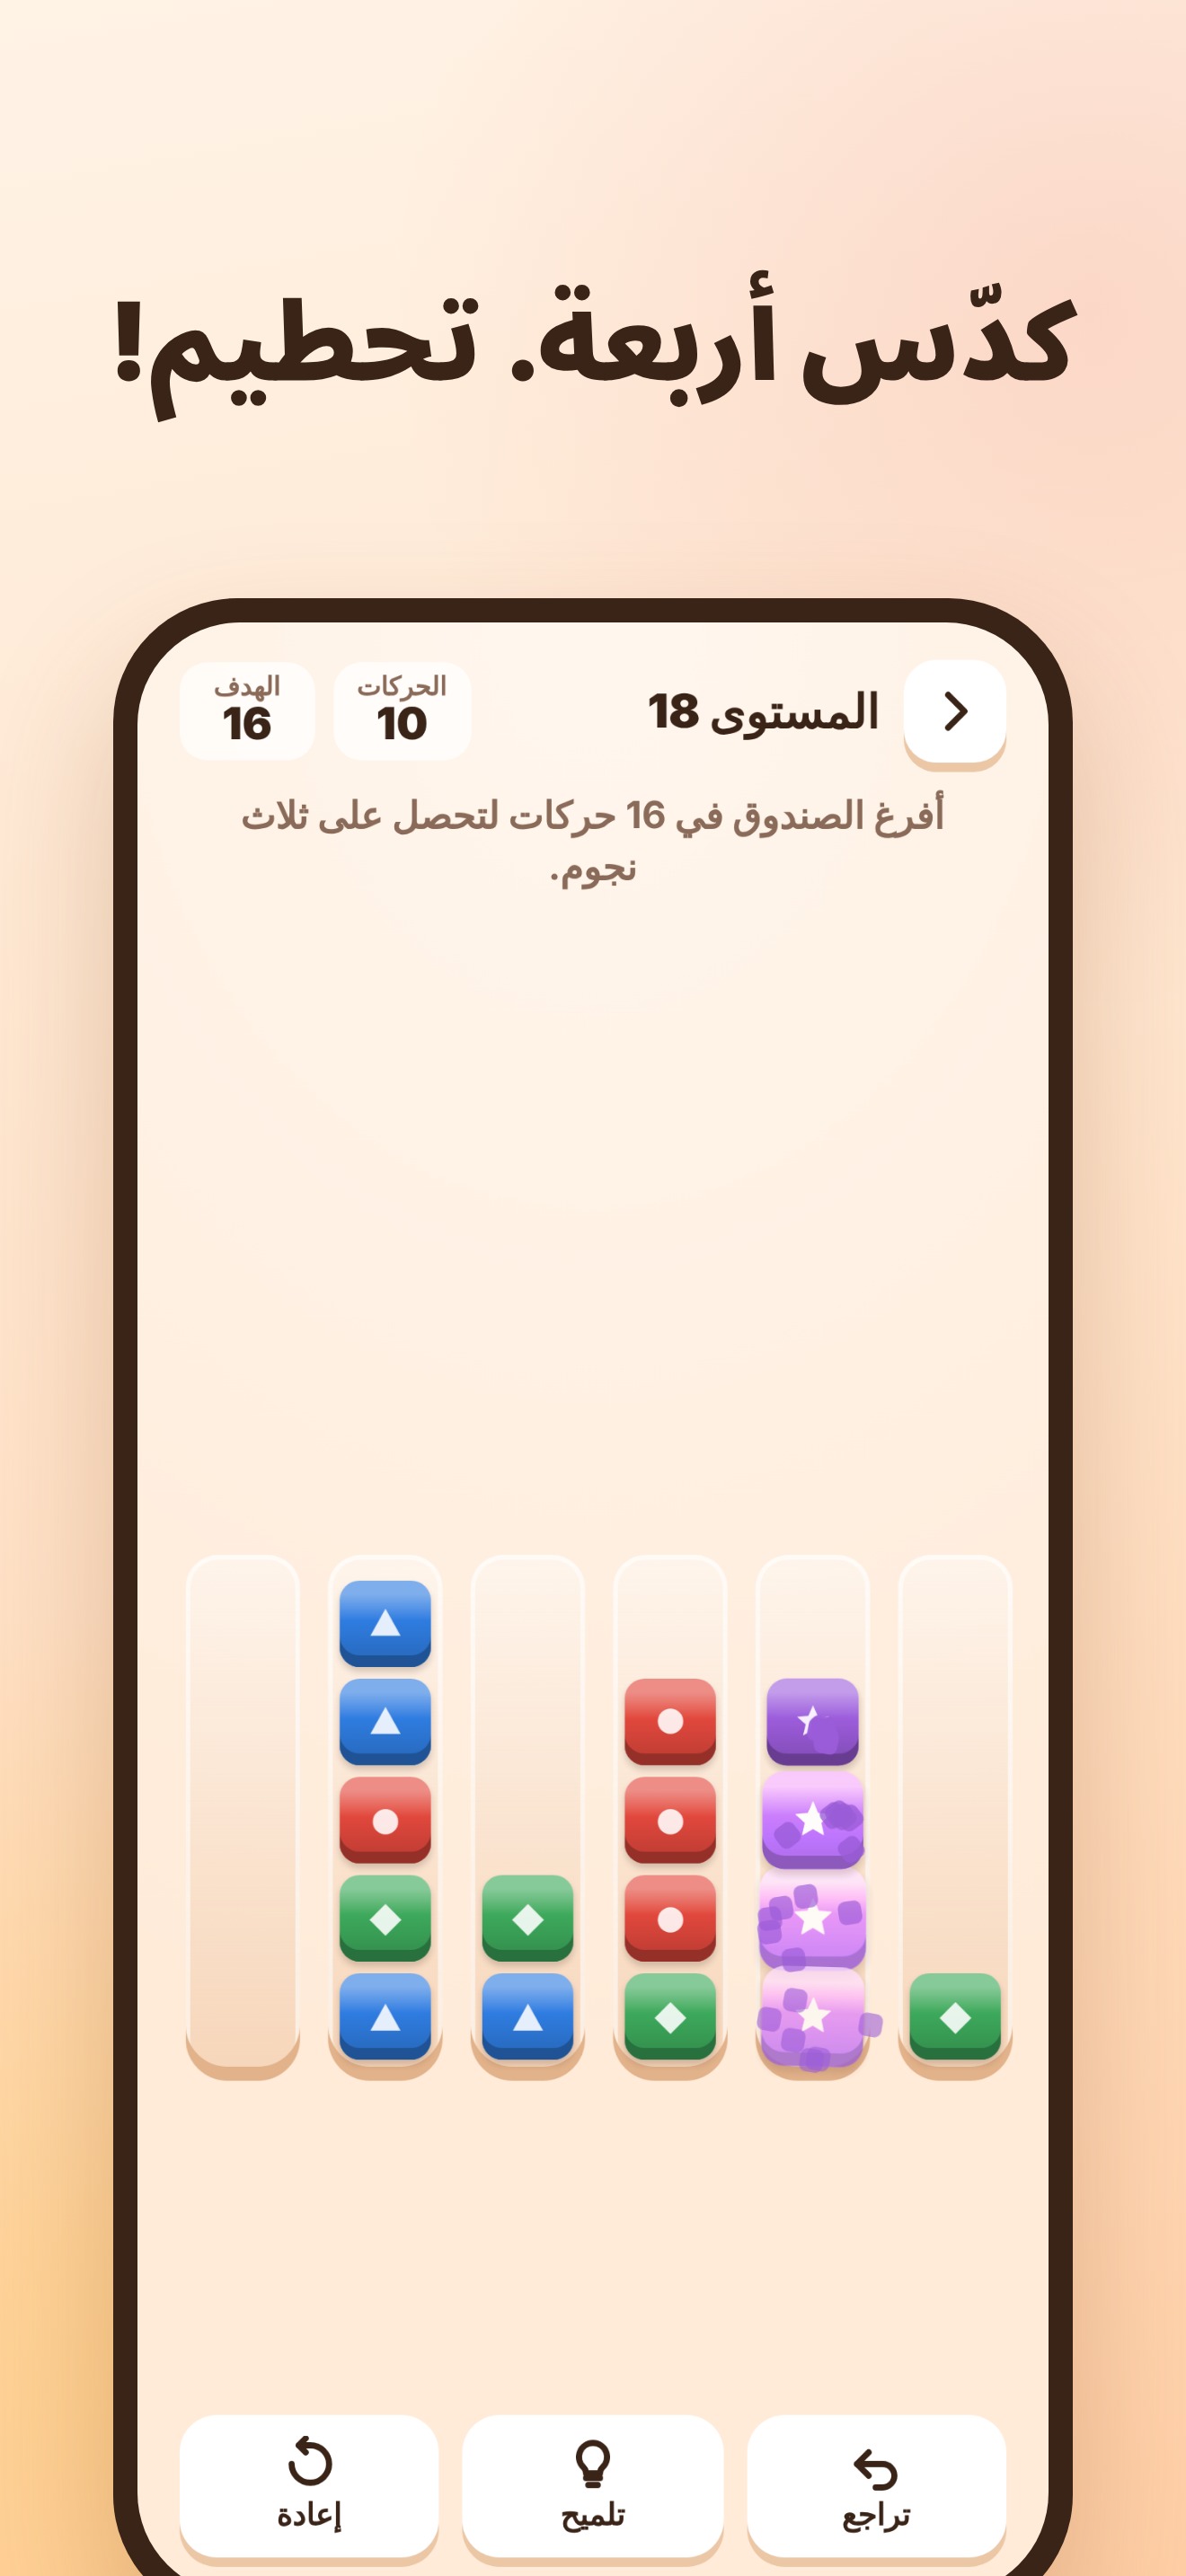 كدّس أربعة. تحطيم!
المستوى 18
الحركات
10
الهدف
16
أفرغ الصندوق في 16 حركات لتحصل على ثلاث
نجوم.
تراجع
تلميح
إعادة